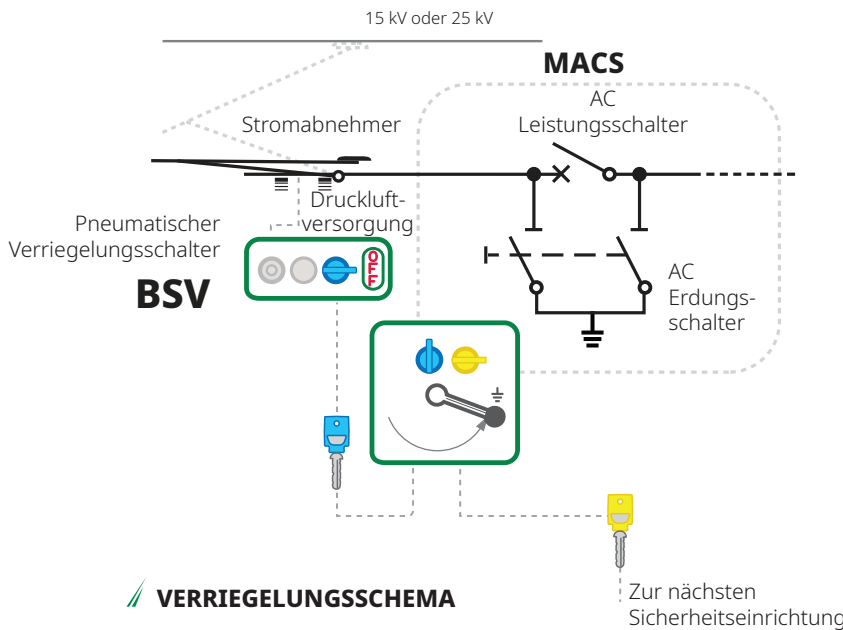 15 kV oder 25 kV
MACS
AC
Leistungsschalter
Stromabnehmer
Druckluft-
versorgung
Pneumatischer
Verriegelungsschalter
BSV
OFF
AC
Erdungs-
schalter
VERRIEGELUNGSSCHEMA
Zur nächsten
Sicherheitseinrichtung